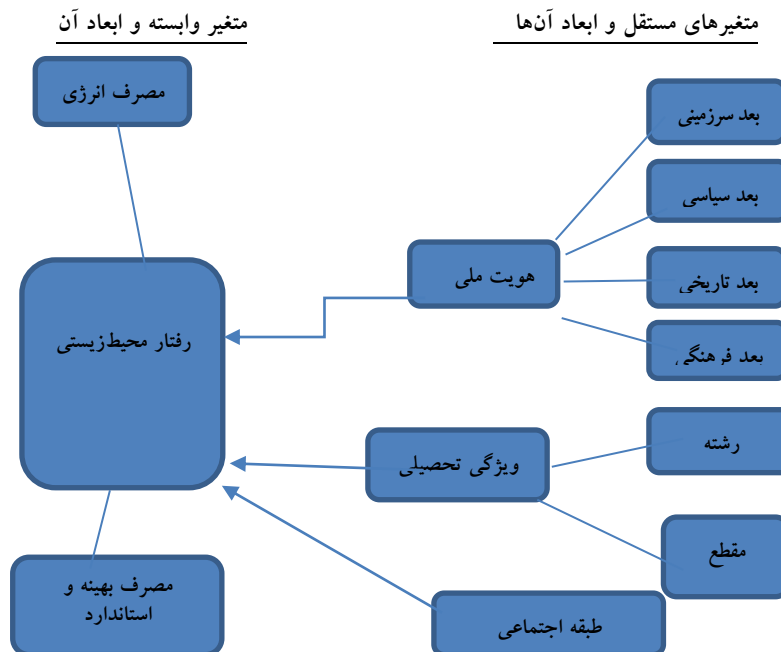 متغیرهای مستقل و ابعاد آن‌ها
متغیر وابسته و ابعاد آن
بعد سرزمینی
بعد سیاسی
بعد تاریخی
بعد فرهنگی
هویت ملی
رشته
مقطع
ویژگی تحصیلی
طبقه اجتماعی
مصرف انرژی
رفتار محیط‌زیستی
مصرف بهینه و
استاندارد